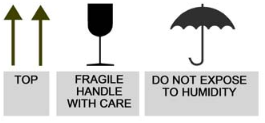 TOP
FRAGILE
HANDLE
WITH CARE
DO NOT EXPOSE
TO HUMIDITY